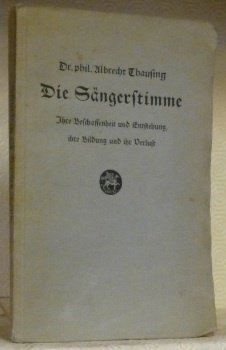 Dr. phil. Albrecht Thausing
Die Sängerstimme
Ihre Beschaffenheit und Entstehung,
ihre Bildung und ihr Verlust